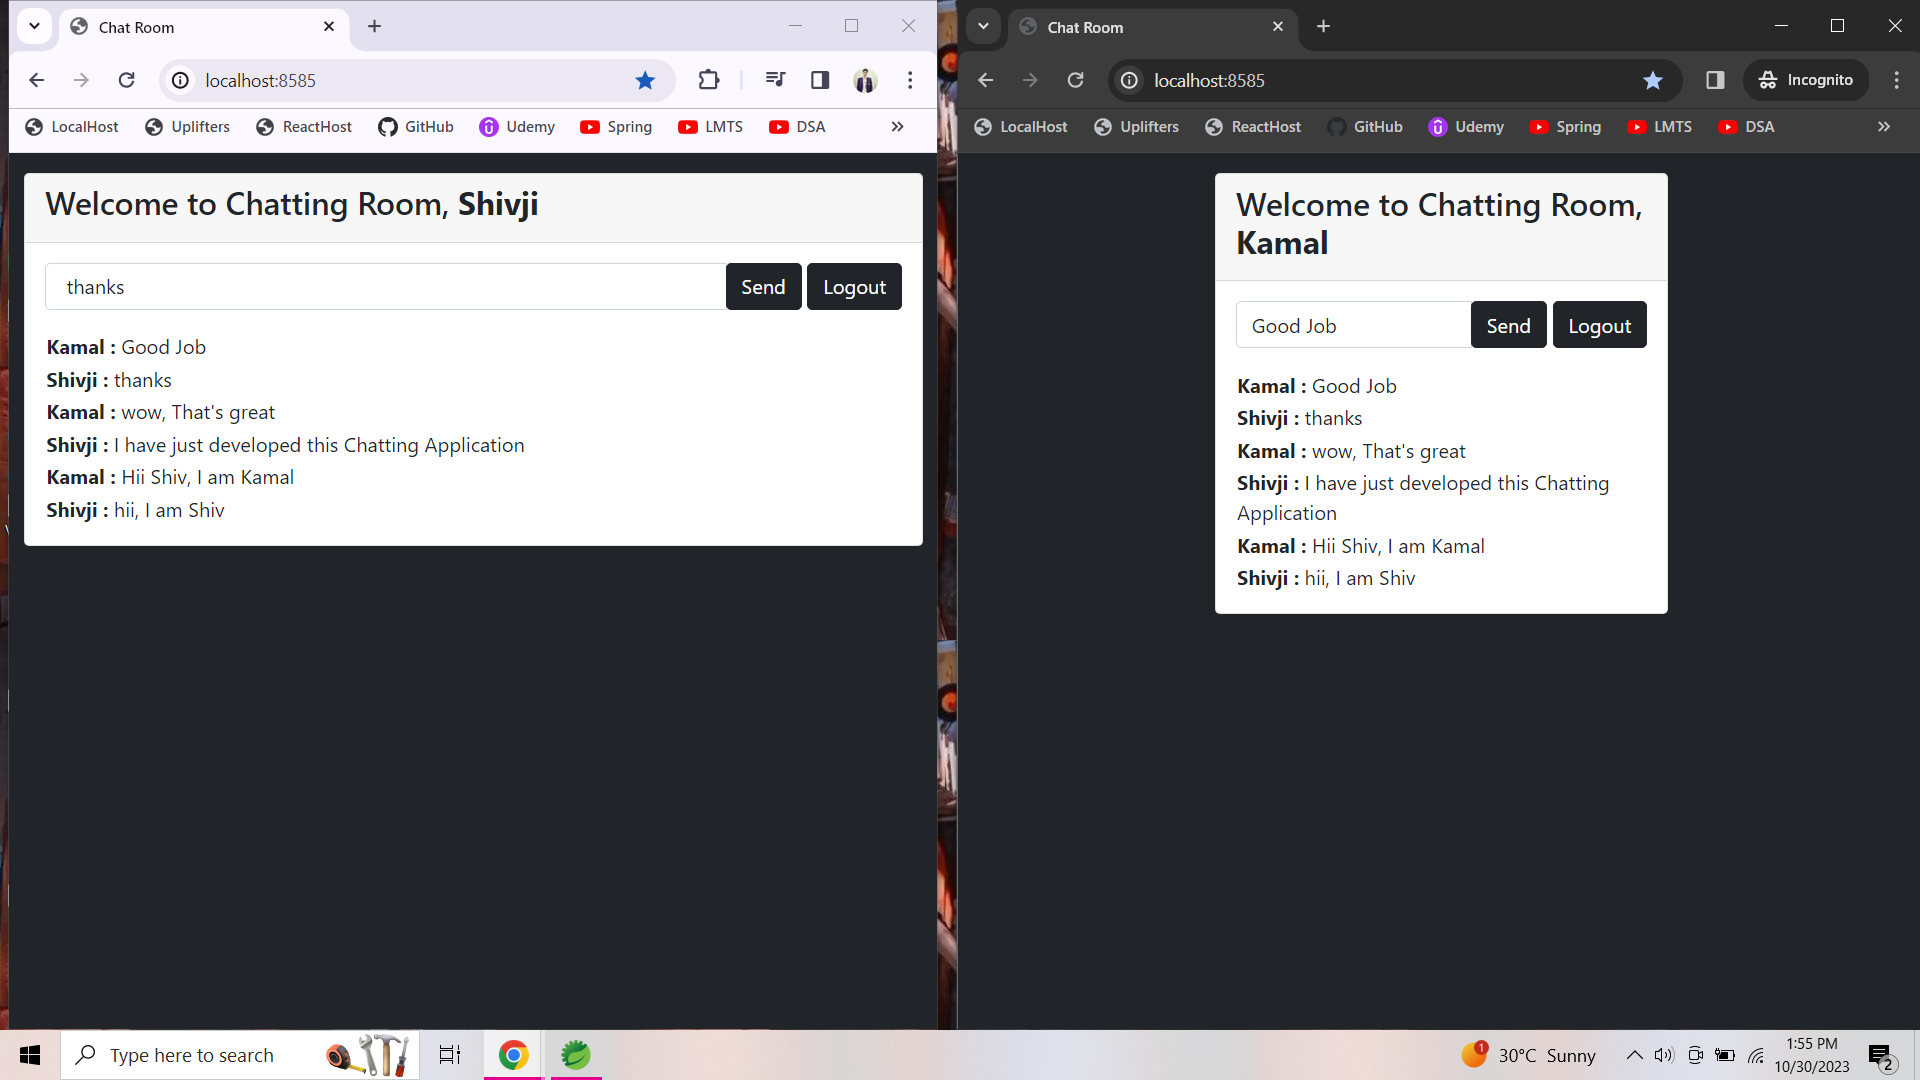 Chat Room
localhost:8585
LocalHost Uplifters ReactHost GitHub Udemy Spring LMTS DSA
Welcome to Chatting Room, Shivji
thanks Send Logout
Kamal : Good Job
Shivji : thanks
Kamal : wow, That's great
Shivji : I have just developed this Chatting Application
Kamal : Hii Shiv, I am Kamal
Shivji : hii, I am Shiv
Chat Room
localhost:8585 Incognito
LocalHost Uplifters ReactHost GitHub Udemy Spring LMTS DSA
Welcome to Chatting Room,
Kamal
Good Job Send Logout
Kamal : Good Job
Shivji : thanks
Kamal : wow, That's great
Shivji : I have just developed this Chatting
Application
Kamal : Hii Shiv, I am Kamal
Shivji : hii, I am Shiv
Type here to search
1
30°C Sunny
1:55 PM
10/30/2023
2